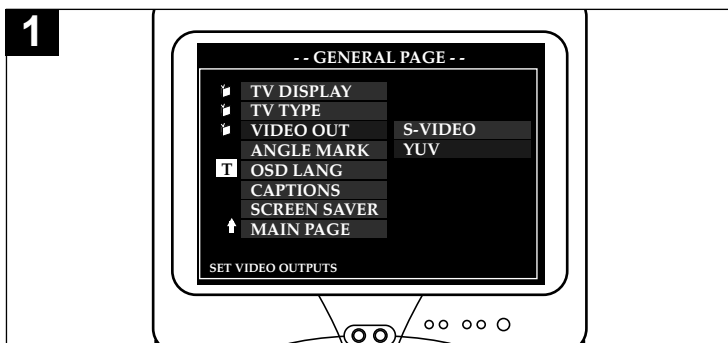 1
- - GENERAL PAGE - -
TV DISPLAY
TV TYPE
VIDEO OUT S-VIDEO
ANGLE MARK YUV
T OSD LANG
CAPTIONS
SCREEN SAVER
MAIN PAGE
SET VIDEO OUTPUTS